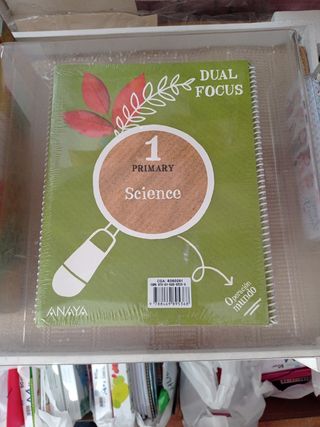 DUAL
FOCUS
1
PRIMARY
Science
Operación
mundo
ANAYA